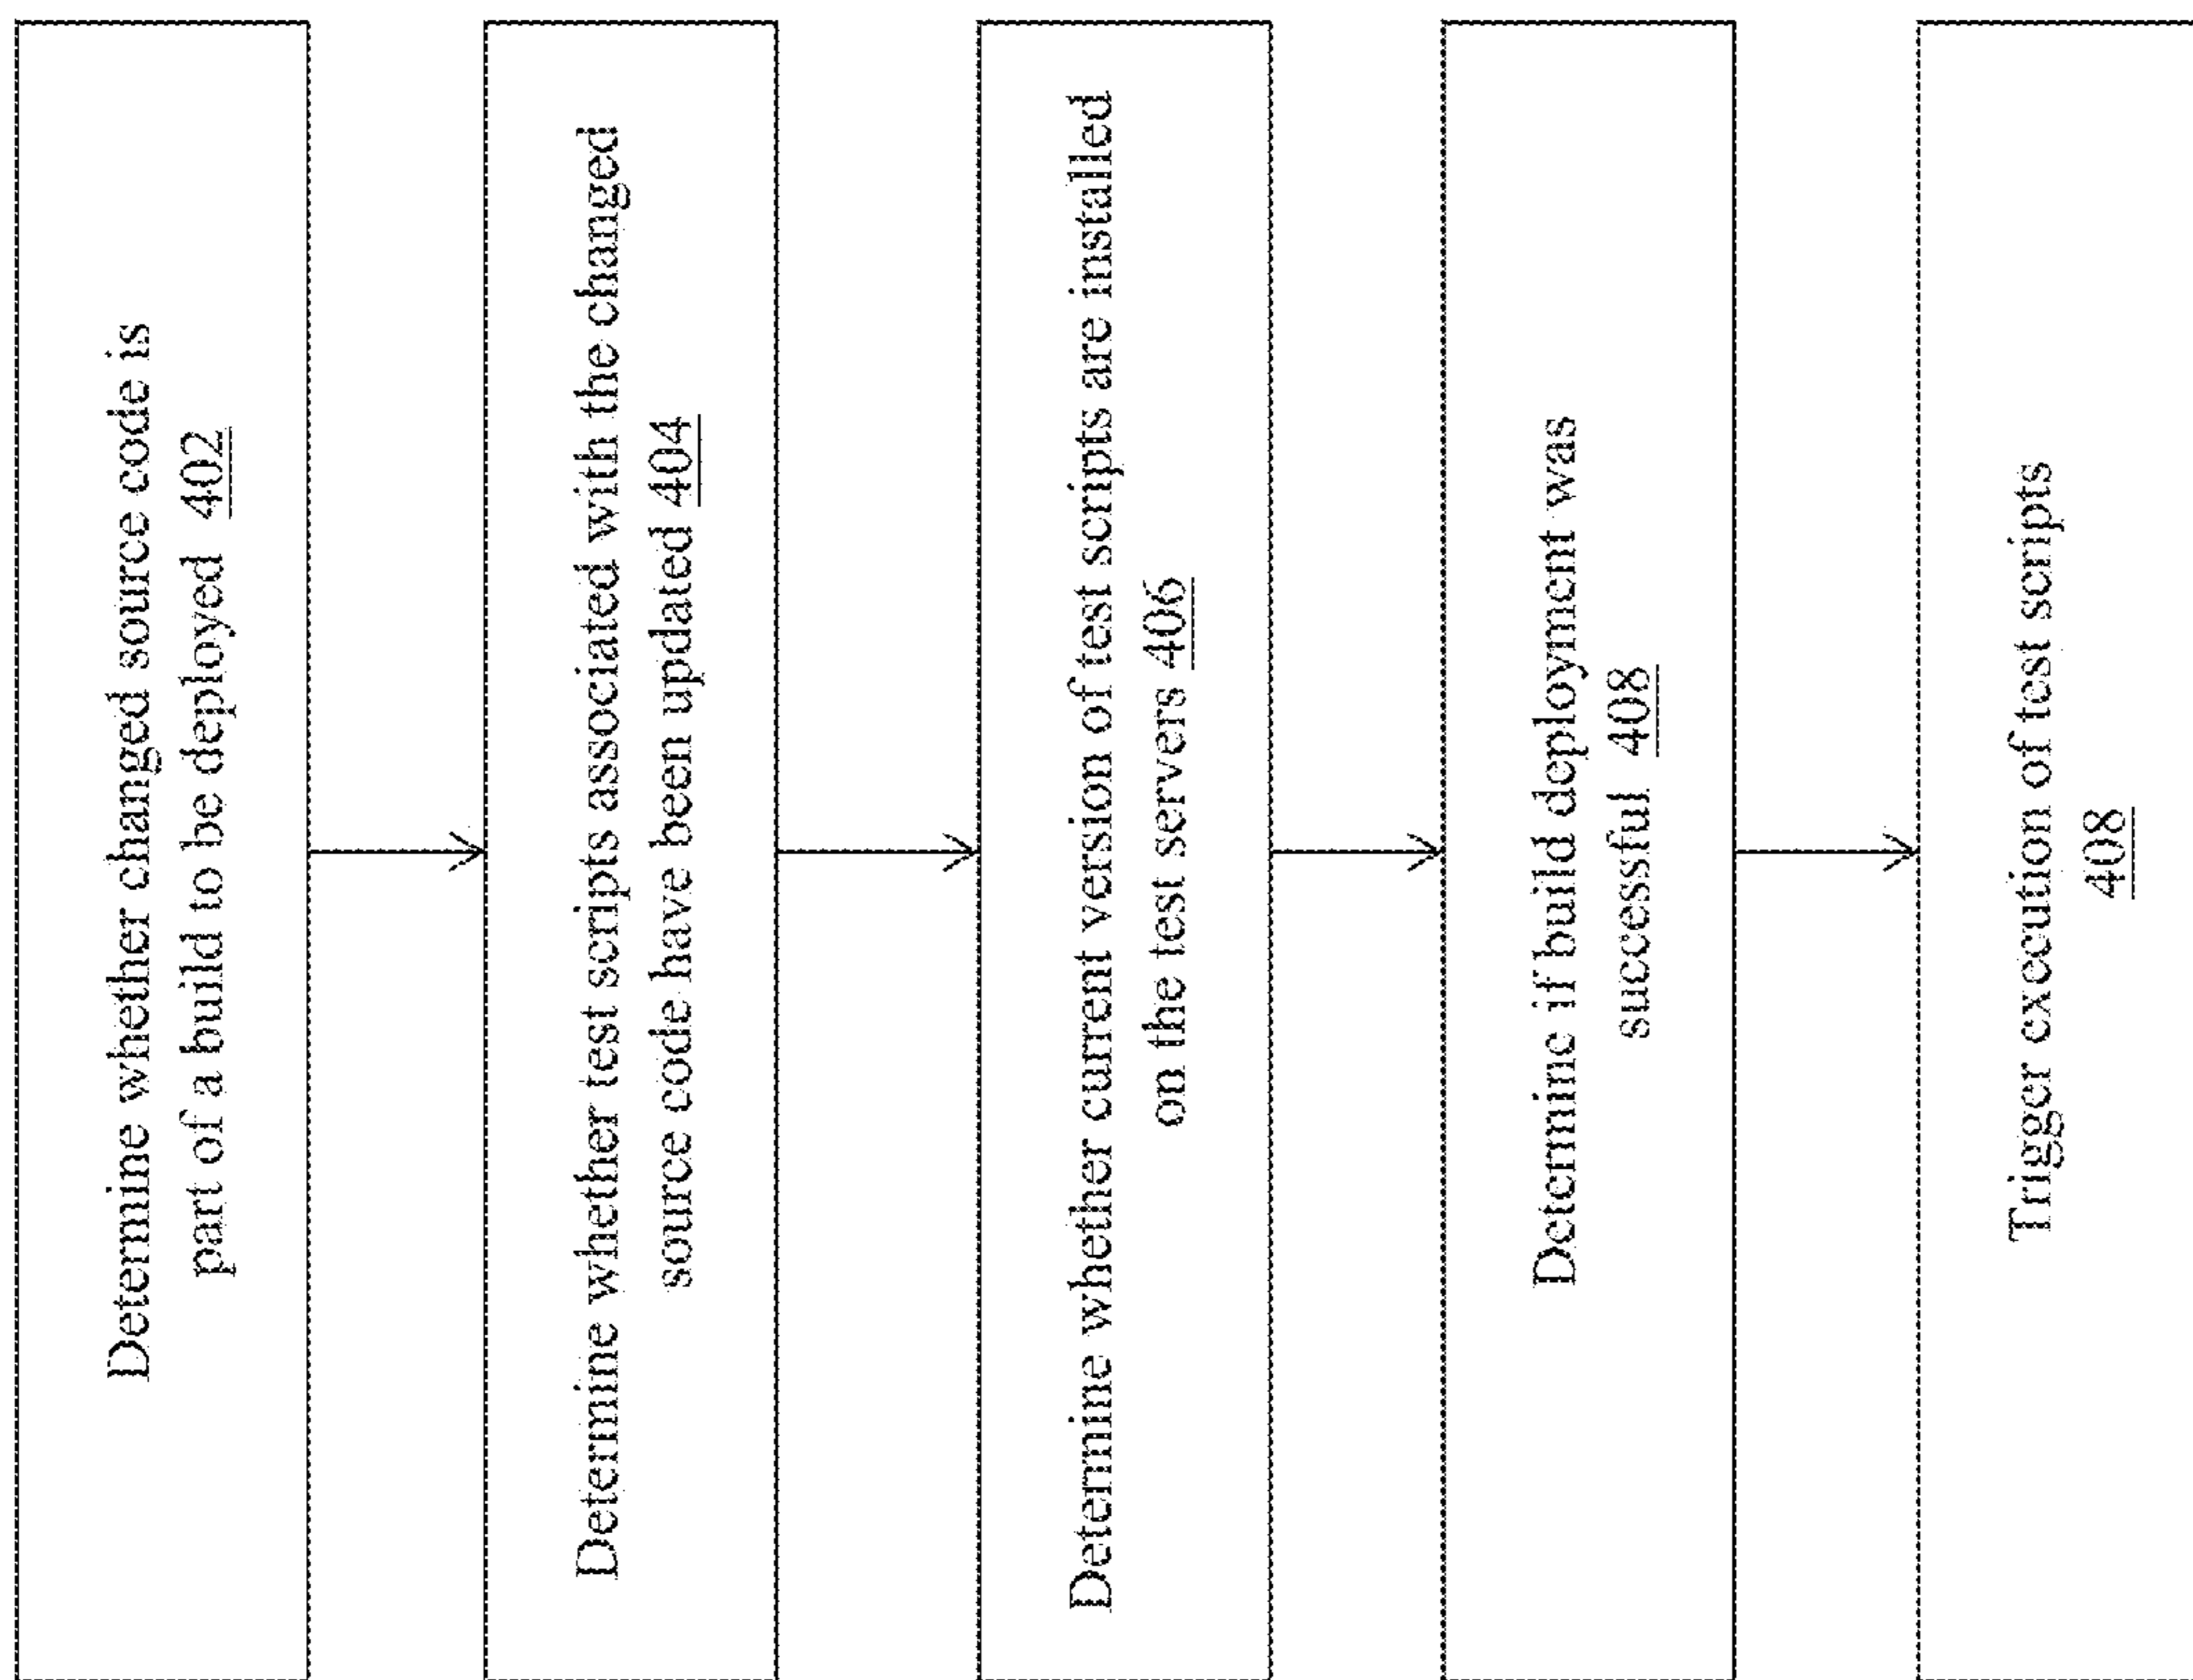 Determine whether changed source code is
part of a build to be deployed 402
Determine whether test scripts associated with the changed
source code have been updated 404
Determine whether current version of test scripts are installed
on the test servers 406
Determine if build deployment was
successful 408
Trigger execution of test scripts
408